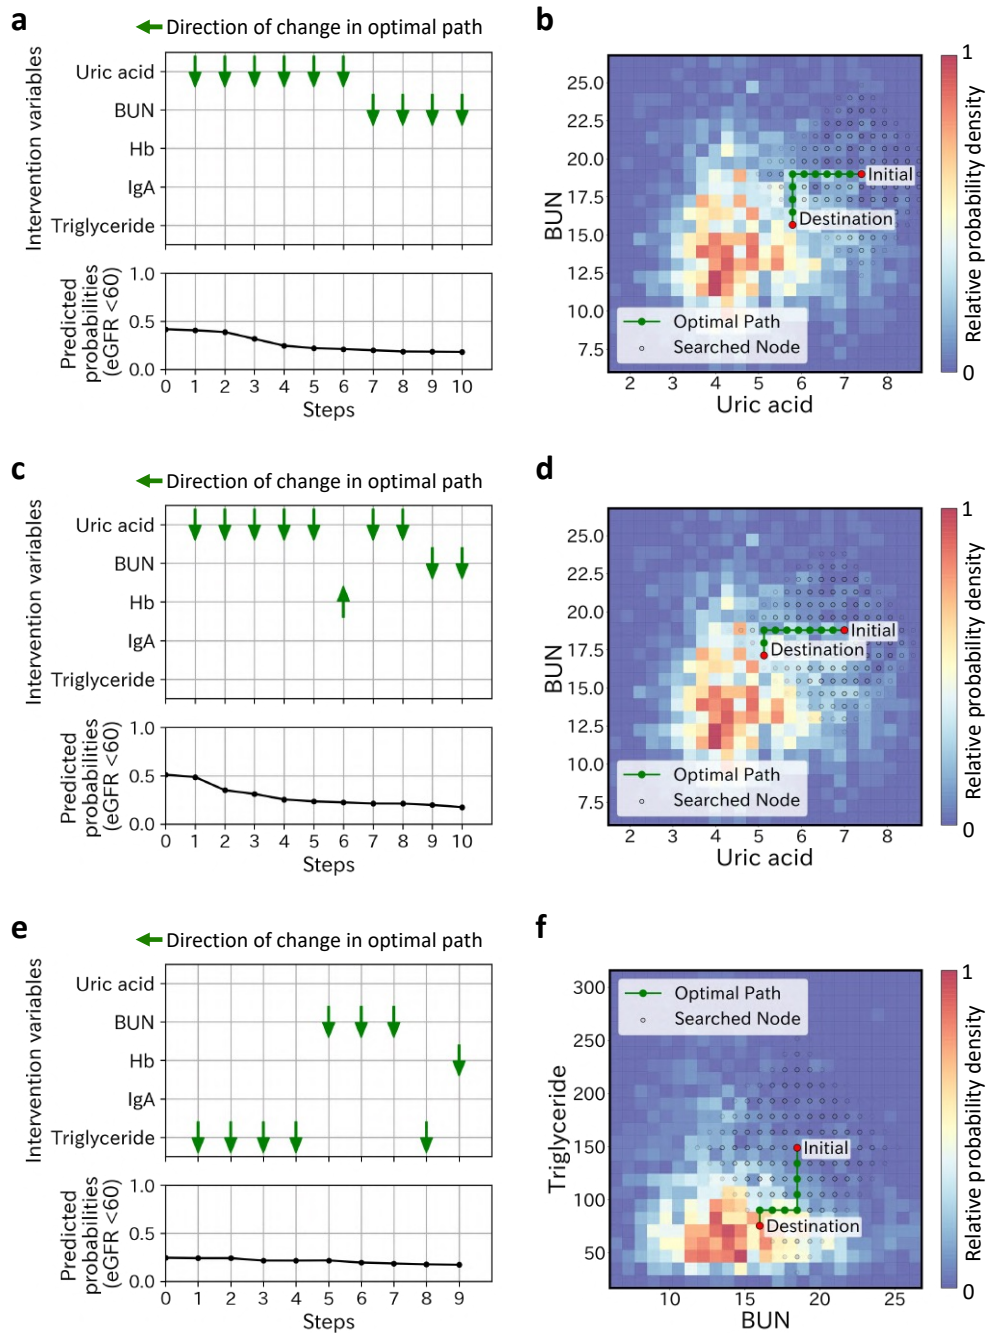 a
Direction of change in optimal path
Intervention variables
Uric acid
BUN
Hb
IgA
Triglyceride
Predicted
probabilities
(eGFR <60)
1.0
0.5
0.0
0 1 2 3 4 5 6 7 8 9 10
Steps
b
BUN
25.0
22.5
20.0
17.5
15.0
12.5
10.0
7.5
Initial
Destination
Optimal Path
Searched Node
2 3 4 5 6 7 8
Uric acid
1
0
Relative probability density
c
Direction of change in optimal path
Intervention variables
Uric acid
BUN
Hb
IgA
Triglyceride
Predicted
probabilities
(eGFR <60)
1.0
0.5
0.0
0 1 2 3 4 5 6 7 8 9 10
Steps
d
BUN
25.0
22.5
20.0
17.5
15.0
12.5
10.0
7.5
Initial
Destination
Optimal Path
Searched Node
2 3 4 5 6 7 8
Uric acid
1
0
Relative probability density
e
Direction of change in optimal path
Intervention variables
Uric acid
BUN
Hb
IgA
Triglyceride
Predicted
probabilities
(eGFR <60)
1.0
0.5
0.0
0 1 2 3 4 5 6 7 8 9
Steps
f
Triglyceride
300
250
200
150
100
50
Optimal Path
Searched Node
Initial
Destination
10 15 20 25
BUN
1
0
Relative probability density